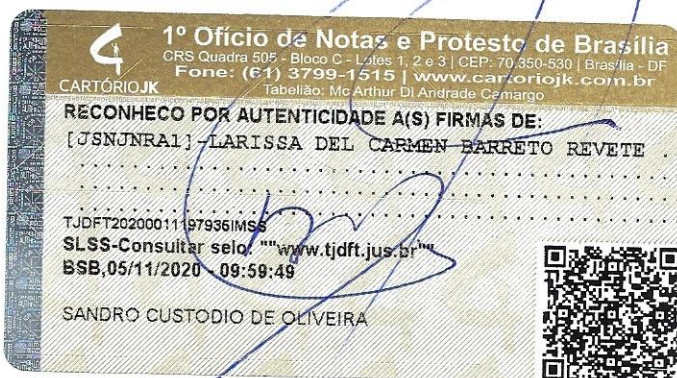 1º Ofício de Notas e Protesto de Brasília
CRS Quadra 505 - Bloco C - Lotes 1, 2 e 3 | CEP: 70.350-530 | Brasília - DF
Fone: (61) 3799-1515 | www.cartoriojk.com.br
Tabelião: Mc Arthur Di Andrade Camargo
CARTÓRIOJK
RECONHECO POR AUTENTICIDADE A(S) FIRMAS DE:
[JSNJNRA1]-LARISSA DEL CARMEN BARRETO REVETE .
TJDFT20200011197936IMSS
SLSS-Consultar selo: ""www.tjdft.jus.br""
BSB,05/11/2020 - 09:59:49
SANDRO CUSTODIO DE OLIVEIRA